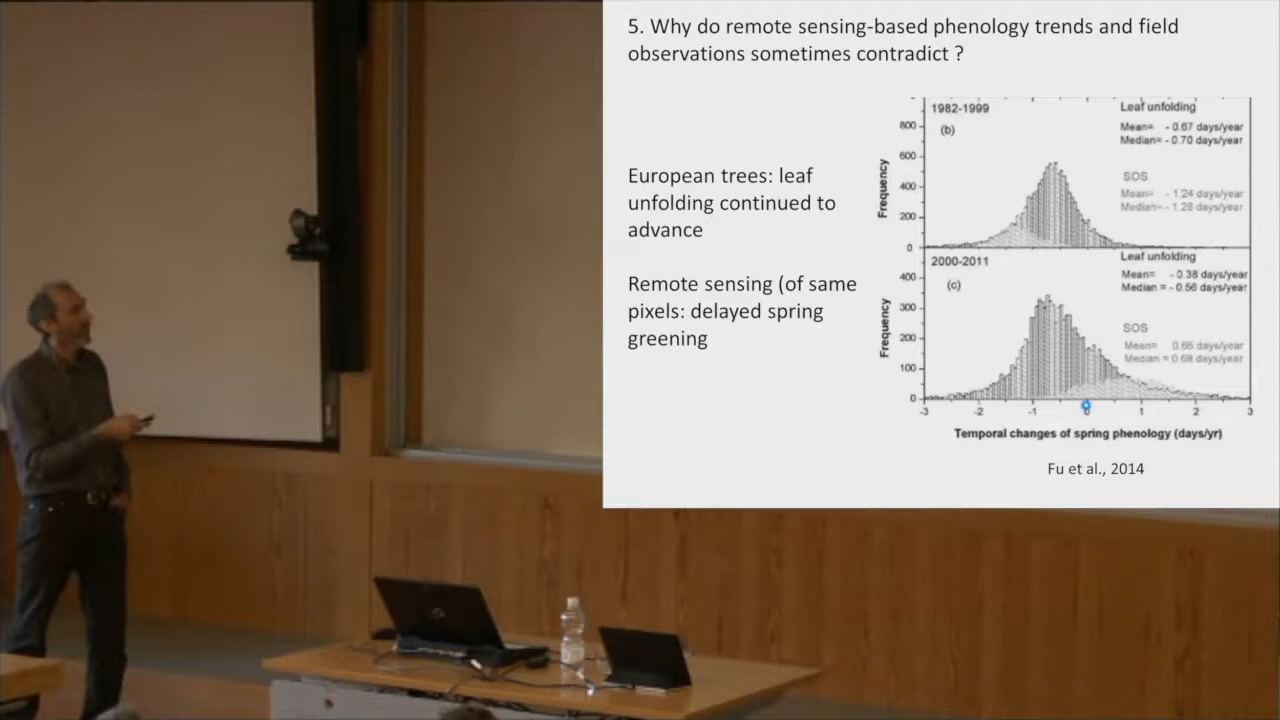 5. Why do remote sensing-based phenology trends and field
observations sometimes contradict ?
European trees: leaf
unfolding continued to
advance
Remote sensing (of same
pixels: delayed spring
greening
1982-1999
(b)
Leaf unfolding
Mean= - 0.67 days/year
Median= - 0.70 days/year
SOS
Mean= - 1.24 days/year
Median= - 1.28 days/year
Frequency
800
600
400
200
0
2000-2011
(c)
Leaf unfolding
Mean= - 0.38 days/year
Median = - 0.56 days/year
SOS
Mean= 0.66 days/year
Median = 0.68 days/year
Frequency
400
300
200
100
0
-3 -2 -1 0 1 2 3
Temporal changes of spring phenology (days/yr)
Fu et al., 2014